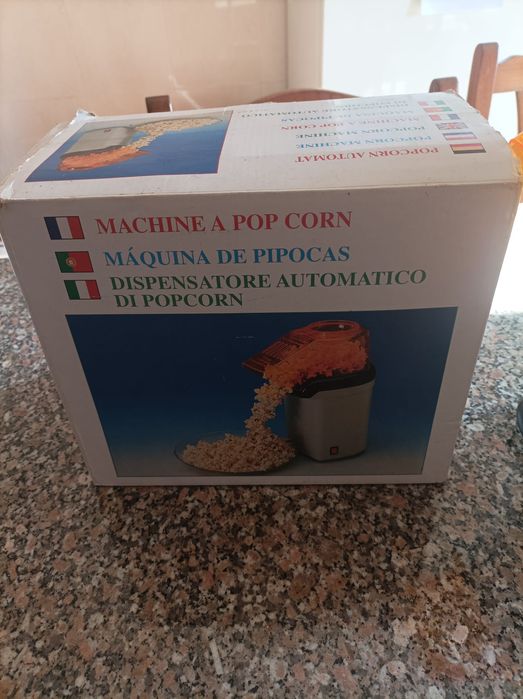 POPCORN AUTOMAT
POPCORN MACHINE
MACHINE A POP CORN
MÁQUINA DE PIPOCAS
DISPENSATORE AUTOMATICO
DI POPCORN